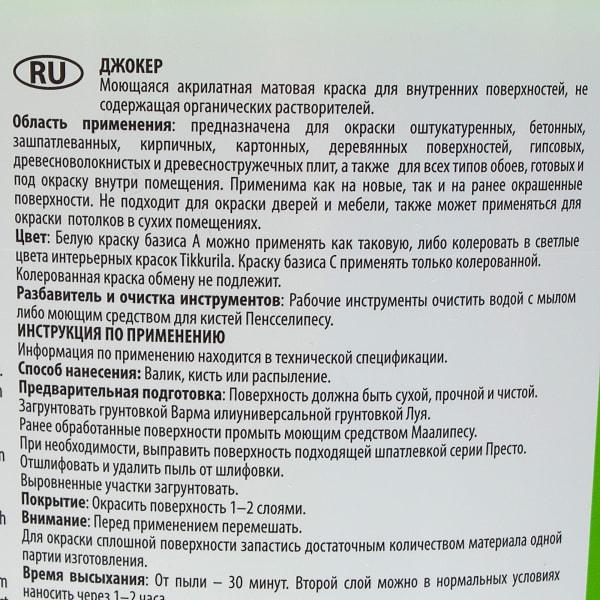 RU
ДЖОКЕР
Моющаяся акрилатная матовая краска для внутренних поверхностей, не
содержащая органических растворителей.
Область применения: предназначена для окраски оштукатуренных, бетонных,
зашпатлеванных, кирпичных, картонных, деревянных поверхностей, гипсовых,
древесноволокнистых и древесностружечных плит, а также для всех типов обоев, готовых и
под окраску внутри помещения. Применима как на новые, так и на ранее окрашенные
поверхности. Не подходит для окраски дверей и мебели, также может применяться для
окраски потолков в сухих помещениях.
Цвет: Белую краску базиса А можно применять как таковую, либо колеровать в светлые
цвета интерьерных красок Tikkurila. Краску базиса С применять только колерованной.
Колерованная краска обмену не подлежит.
Разбавитель и очистка инструментов: Рабочие инструменты очистить водой с мылом
либо моющим средством для кистей Пенсселипесу.
ИНСТРУКЦИЯ ПО ПРИМЕНЕНИЮ
Информация по применению находится в технической спецификации.
Способ нанесения: Валик, кисть или распыление.
Предварительная подготовка: Поверхность должна быть сухой, прочной и чистой.
Загрунтовать грунтовкой Варма илиуниверсальной грунтовкой Луя.
Ранее обработанные поверхности промыть моющим средством Маалипесу.
При необходимости, выправить поверхность подходящей шпатлевкой серии Престо.
Отшлифовать и удалить пыль от шлифовки.
Выровненные участки загрунтовать.
Покрытие: Окрасить поверхность 1–2 слоями.
Внимание: Перед применением перемешать.
Для окраски сплошной поверхности запастись достаточным количеством материала одной
партии изготовления.
Время высыхания: От пыли – 30 минут. Второй слой можно в нормальных условиях
наносить через 1–2 часа.